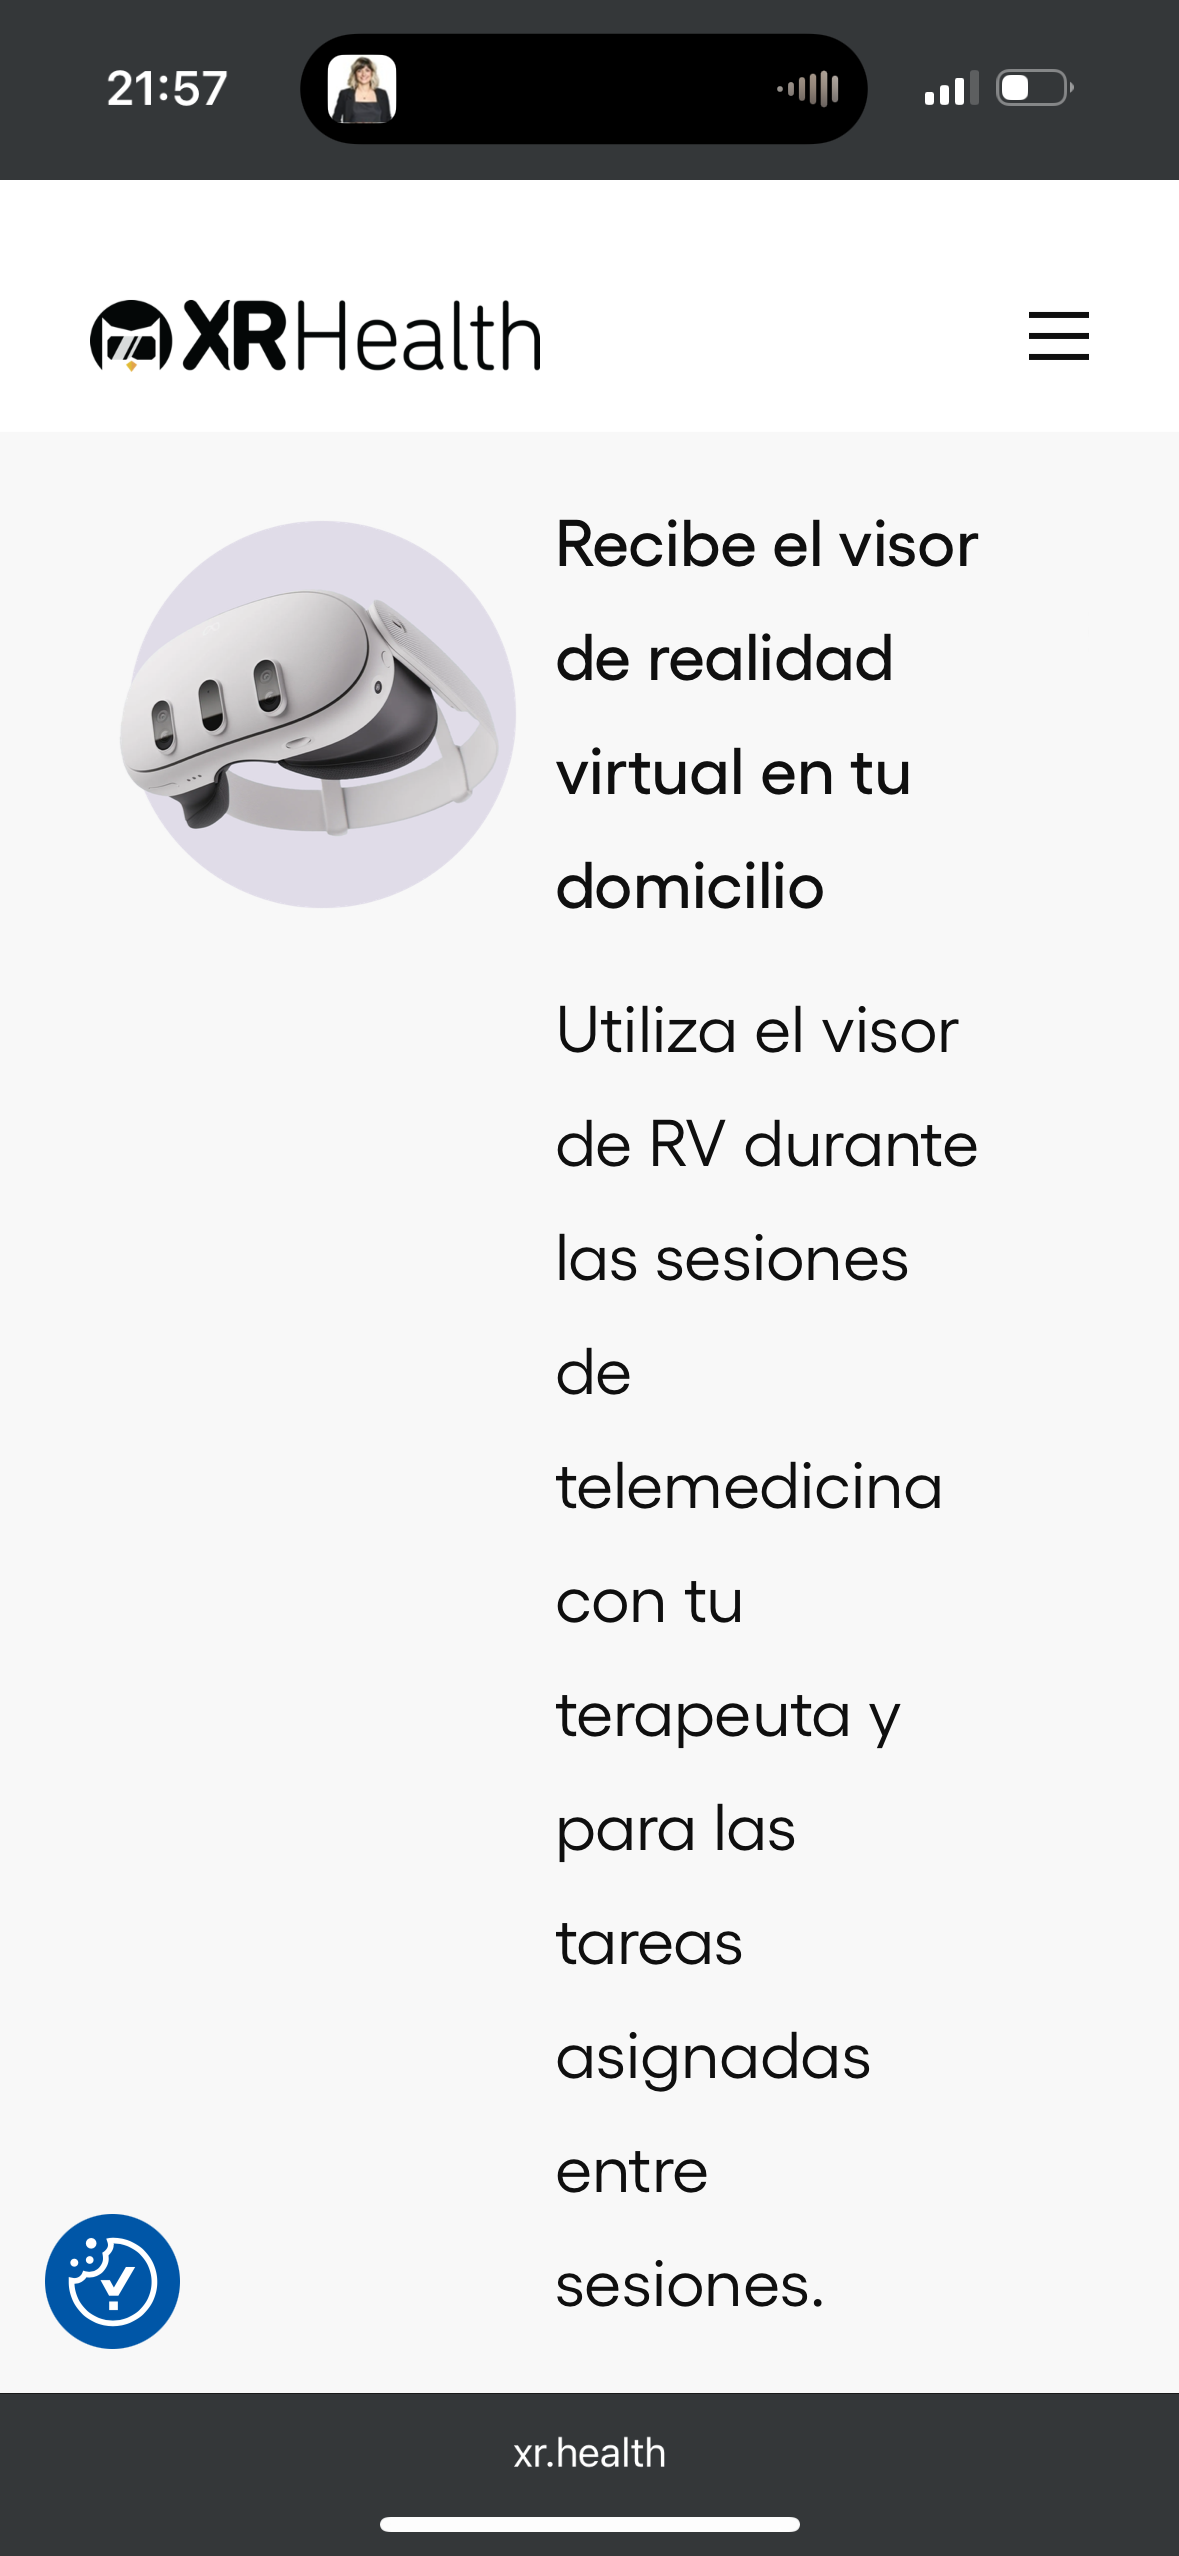 21:57
XRHealth
Recibe el visor
de realidad
virtual en tu
domicilio
Utiliza el visor
de RV durante
las sesiones
de
telemedicina
con tu
terapeuta y
para las
tareas
asignadas
entre
sesiones.
xr.health